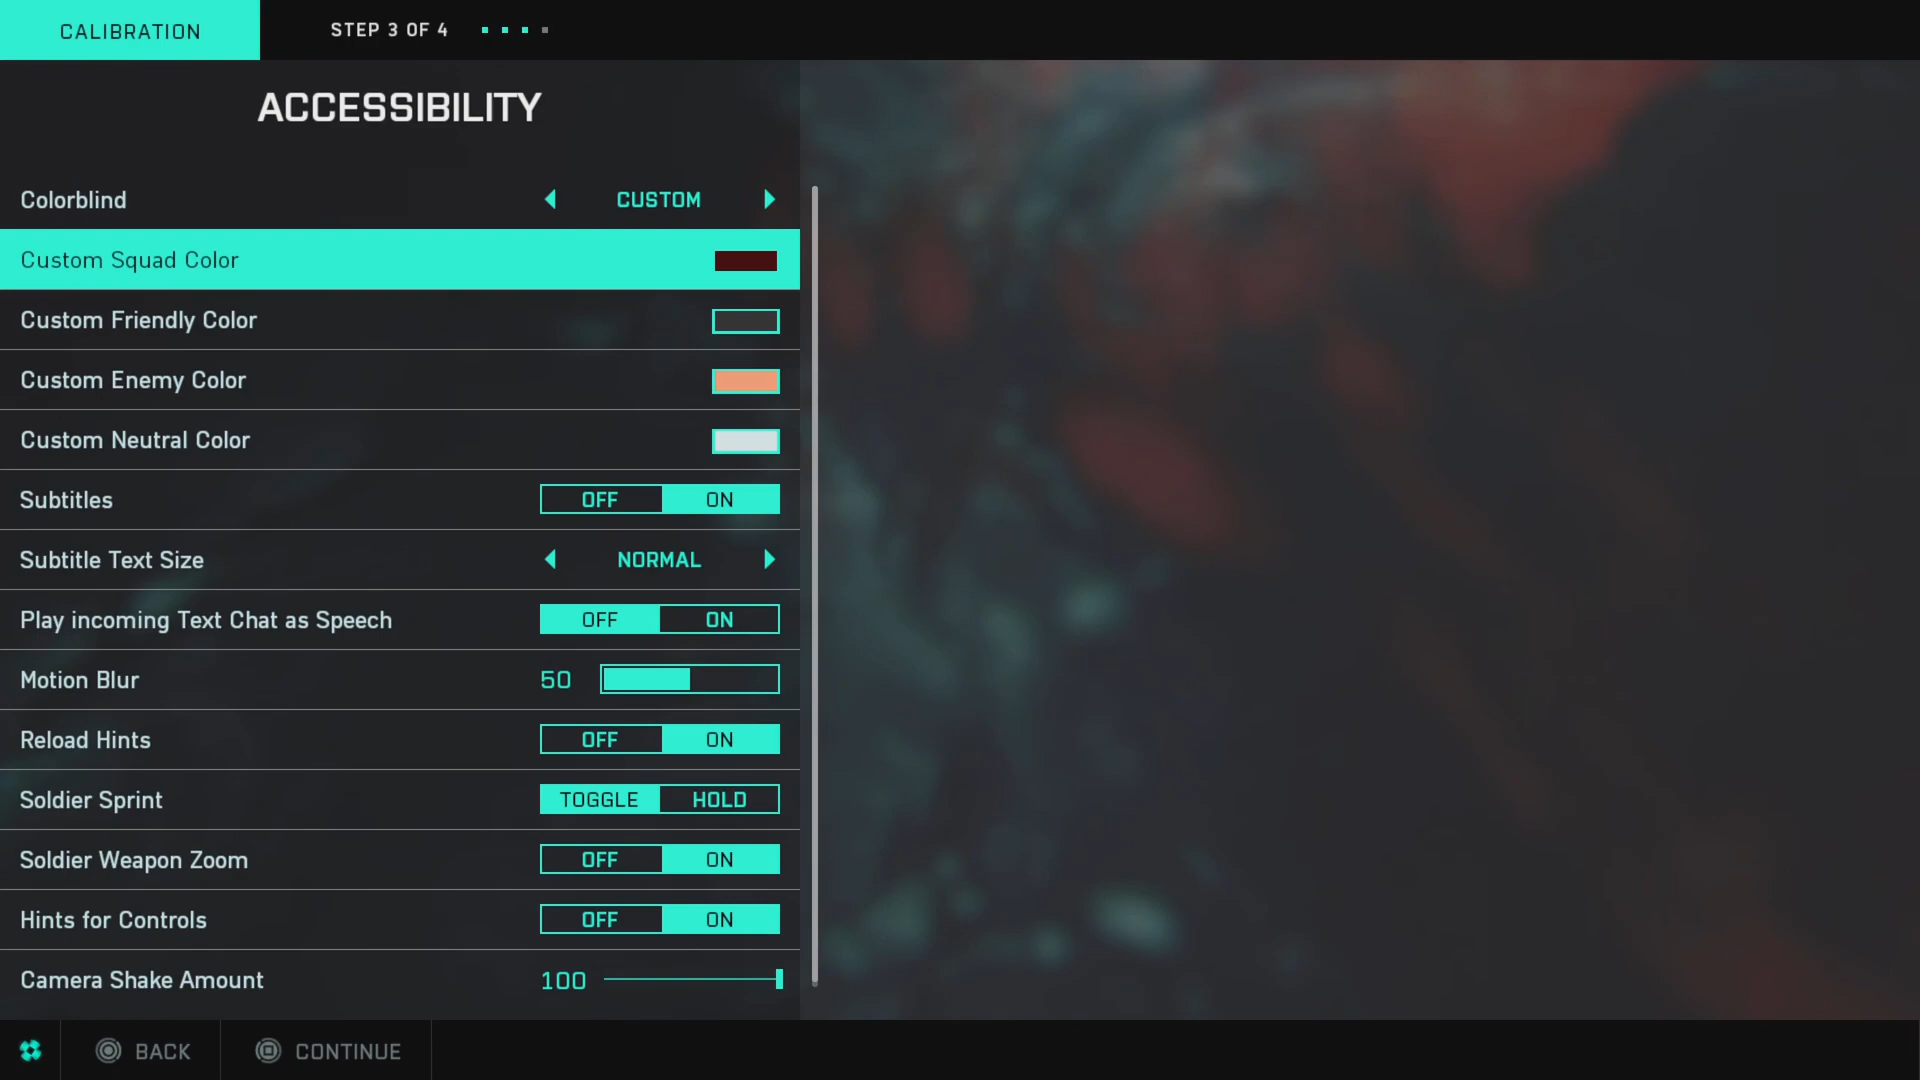 CALIBRATION
STEP 3 OF 4
ACCESSIBILITY
Colorblind CUSTOM
Custom Squad Color
Custom Friendly Color
Custom Enemy Color
Custom Neutral Color
Subtitles OFF ON
Subtitle Text Size NORMAL
Play incoming Text Chat as Speech OFF ON
Motion Blur 50
Reload Hints OFF ON
Soldier Sprint TOGGLE HOLD
Soldier Weapon Zoom OFF ON
Hints for Controls OFF ON
Camera Shake Amount 100
BACK CONTINUE